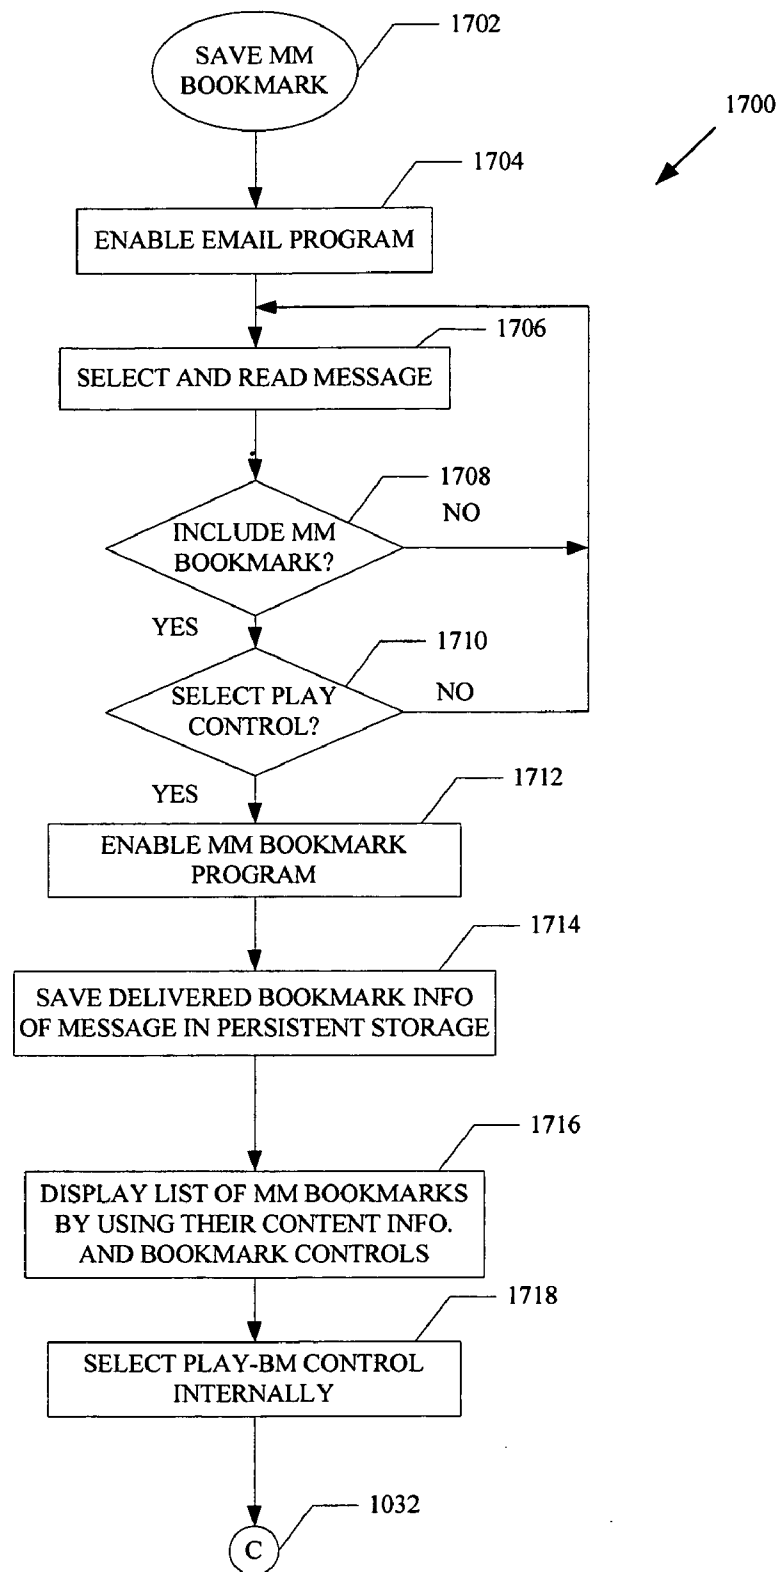 1702
SAVE MM
BOOKMARK
1700
1704
ENABLE EMAIL PROGRAM
1706
SELECT AND READ MESSAGE
1708
INCLUDE MM
BOOKMARK?
NO
YES
1710
SELECT PLAY
CONTROL?
NO
YES
1712
ENABLE MM BOOKMARK
PROGRAM
1714
SAVE DELIVERED BOOKMARK INFO
OF MESSAGE IN PERSISTENT STORAGE
1716
DISPLAY LIST OF MM BOOKMARKS
BY USING THEIR CONTENT INFO.
AND BOOKMARK CONTROLS
1718
SELECT PLAY-BM CONTROL
INTERNALLY
1032
C